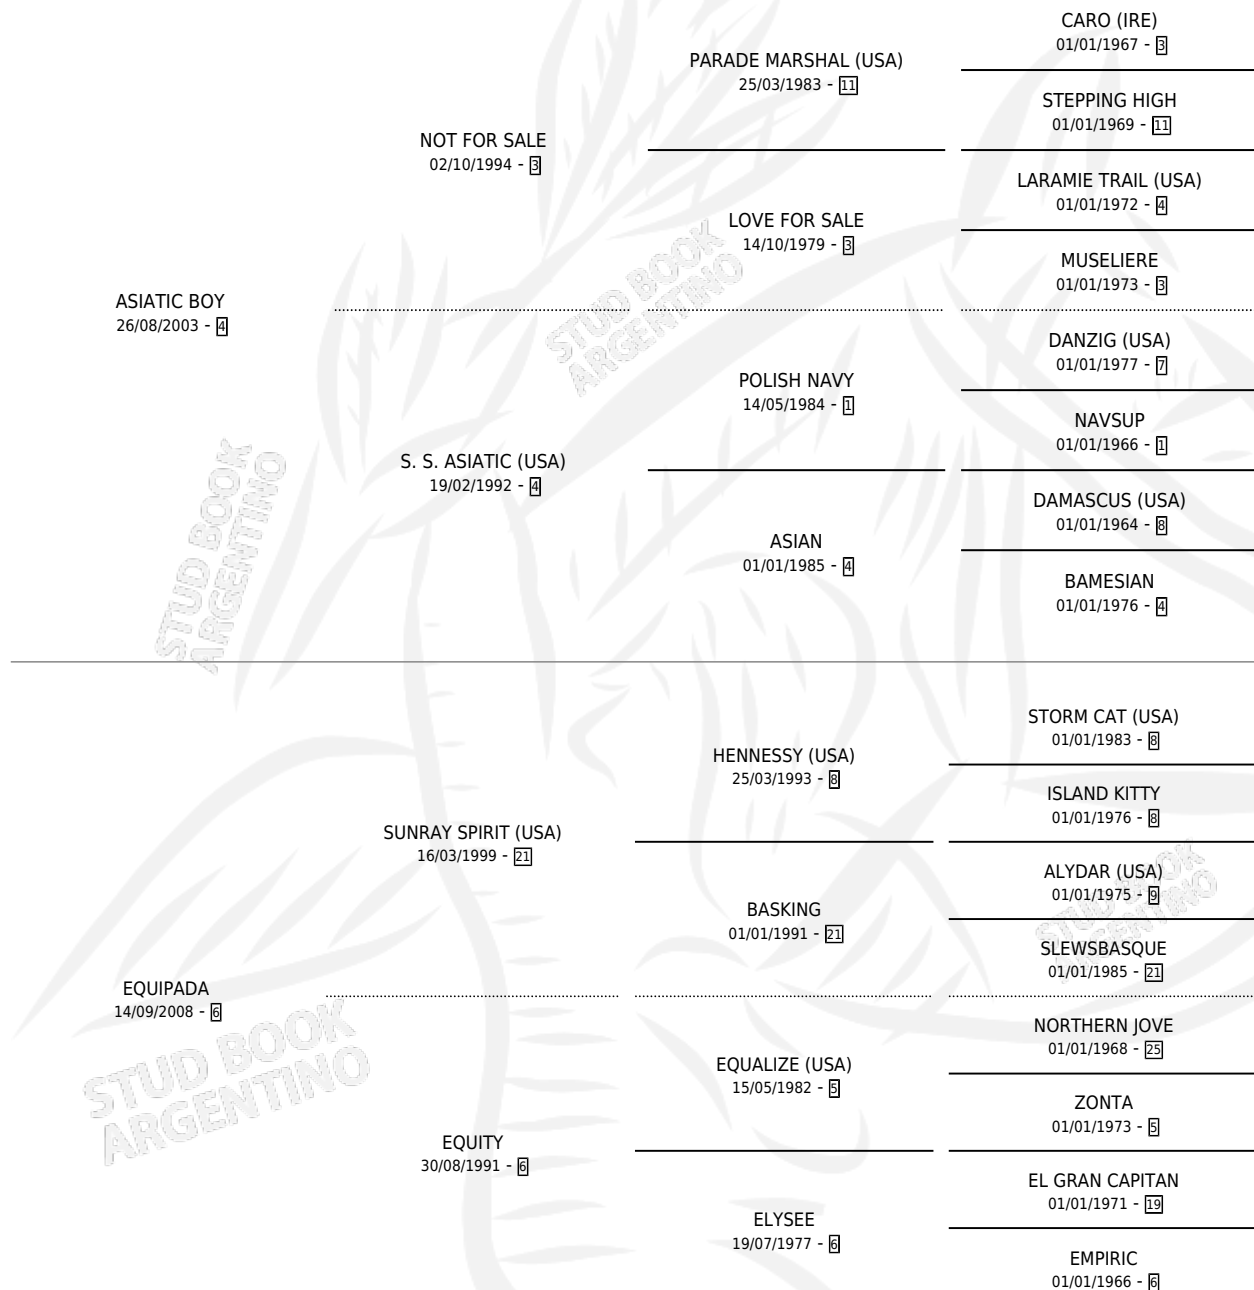 CARO (IRE)
01/01/1967 - 3
PARADE MARSHAL (USA)
25/03/1983 - 11
STEPPING HIGH
01/01/1969 - 11
NOT FOR SALE
02/10/1994 - 3
LARAMIE TRAIL (USA)
01/01/1972 - 4
LOVE FOR SALE
14/10/1979 - 3
MUSELIERE
01/01/1973 - 3
ASIATIC BOY
26/08/2003 - 4
STUD BOOK
ARGENTINO
DANZIG (USA)
01/01/1977 - 7
POLISH NAVY
14/05/1984 - 1
NAVSUP
01/01/1966 - 1
S. S. ASIATIC (USA)
19/02/1992 - 4
DAMASCUS (USA)
01/01/1964 - 8
ASIAN
01/01/1985 - 4
BAMESIAN
01/01/1976 - 4
STUD BOOK
ARGENTINO
STORM CAT (USA)
01/01/1983 - 8
HENNESSY (USA)
25/03/1993 - 8
ISLAND KITTY
01/01/1976 - 8
SUNRAY SPIRIT (USA)
16/03/1999 - 21
ALYDAR (USA)
01/01/1975 - 9
BASKING
01/01/1991 - 21
SLEWSBASQUE
01/01/1985 - 21
STUD BOOK
ARGENTINO
EQUIPADA
14/09/2008 - 6
NORTHERN JOVE
01/01/1968 - 25
EQUALIZE (USA)
15/05/1982 - 5
ZONTA
01/01/1973 - 5
STUD BOOK
ARGENTINO
EQUITY
30/08/1991 - 6
EL GRAN CAPITAN
01/01/1971 - 19
ELYSEE
19/07/1977 - 6
EMPIRIC
01/01/1966 - 6